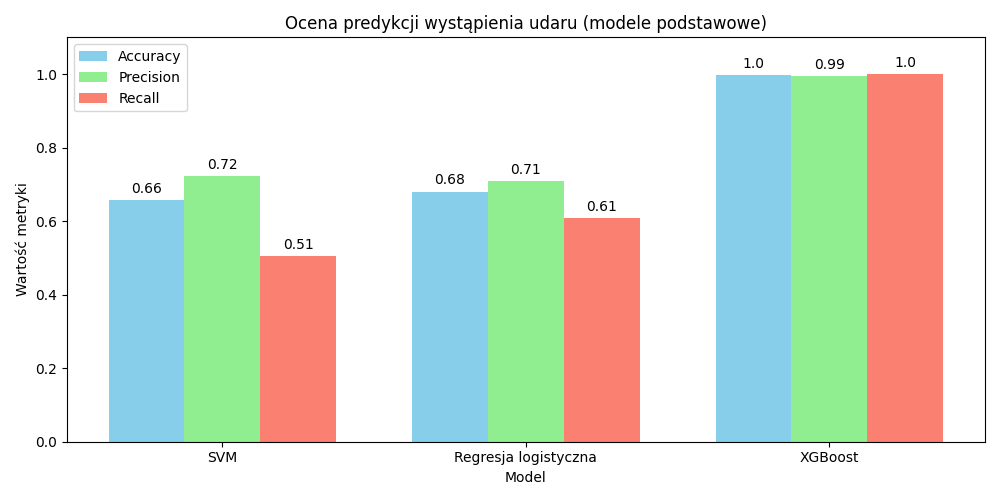 Ocena predykcji wystąpienia udaru (modele podstawowe)
Accuracy
Precision
Recall
Wartość metryki
1.0
0.8
0.6
0.4
0.2
0.0
0.66
0.72
0.51
0.68
0.71
0.61
1.0
0.99
1.0
SVM
Regresja logistyczna
XGBoost
Model